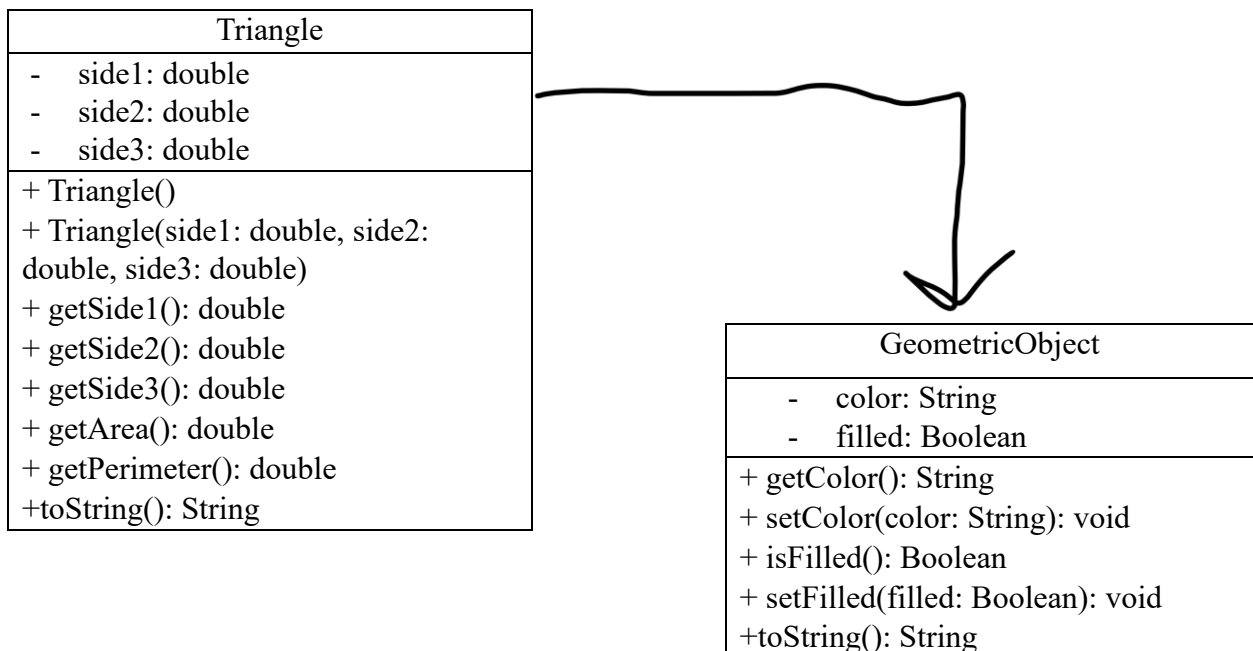 Triangle
- side1: double
- side2: double
- side3: double
+ Triangle()
+ Triangle(side1: double, side2:
double, side3: double)
+ getSide1(): double
+ getSide2(): double
+ getSide3(): double
+ getArea(): double
+ getPerimeter(): double
+toString(): String
GeometricObject
- color: String
- filled: Boolean
+ getColor(): String
+ setColor(color: String): void
+ isFilled(): Boolean
+ setFilled(filled: Boolean): void
+toString(): String